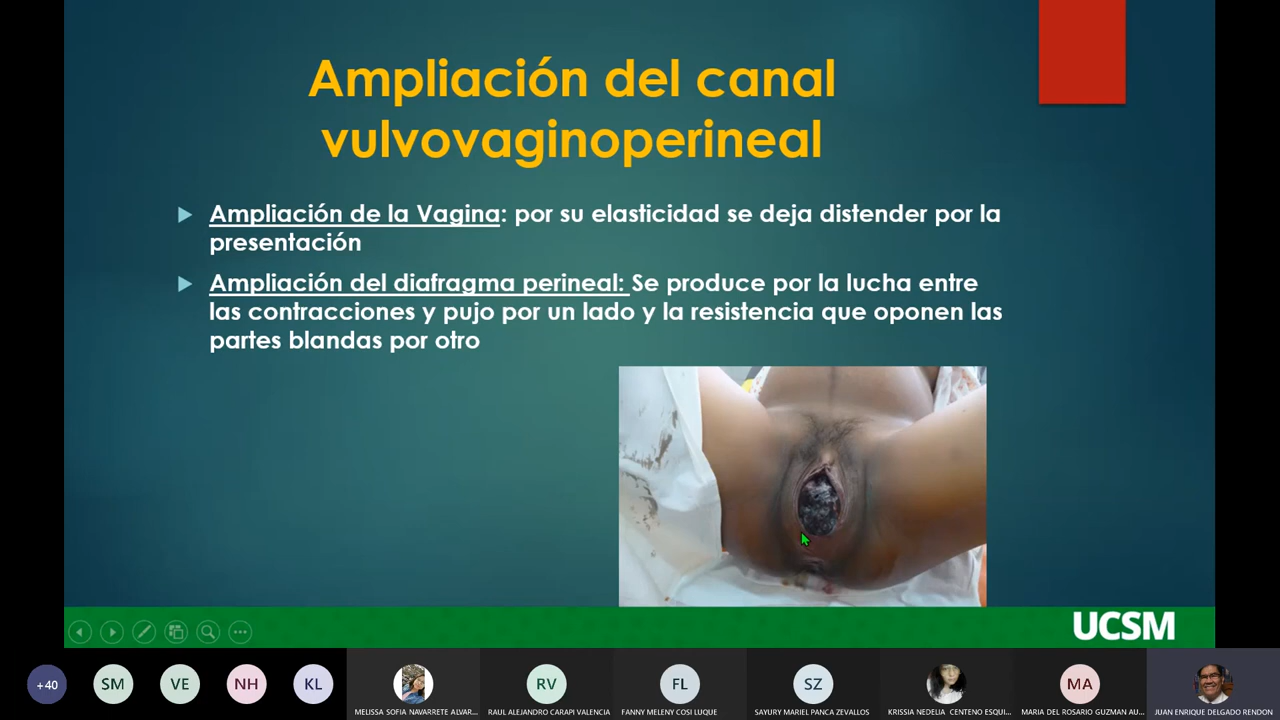 Ampliación del canal
vulvovaginoperineal
Ampliación de la Vagina: por su elasticidad se deja distender por la
presentación
Ampliación del diafragma perineal: Se produce por la lucha entre
las contracciones y pujo por un lado y la resistencia que oponen las
partes blandas por otro
UCSM
+40
SM
VE
NH
KL
RV
FL
SZ
MA
MELISSA SOFIA NAVARRETE ALVAR...
RAUL ALEJANDRO CARAPI VALENCIA
FANNY MELENY COSI LUQUE
SAYURY MARIEL PANCA ZEVALLOS
KRISSIA NEDELIA CENTENO ESQUI...
MARIA DEL ROSARIO GUZMAN AU...
JUAN ENRIQUE DELGADO RENDON